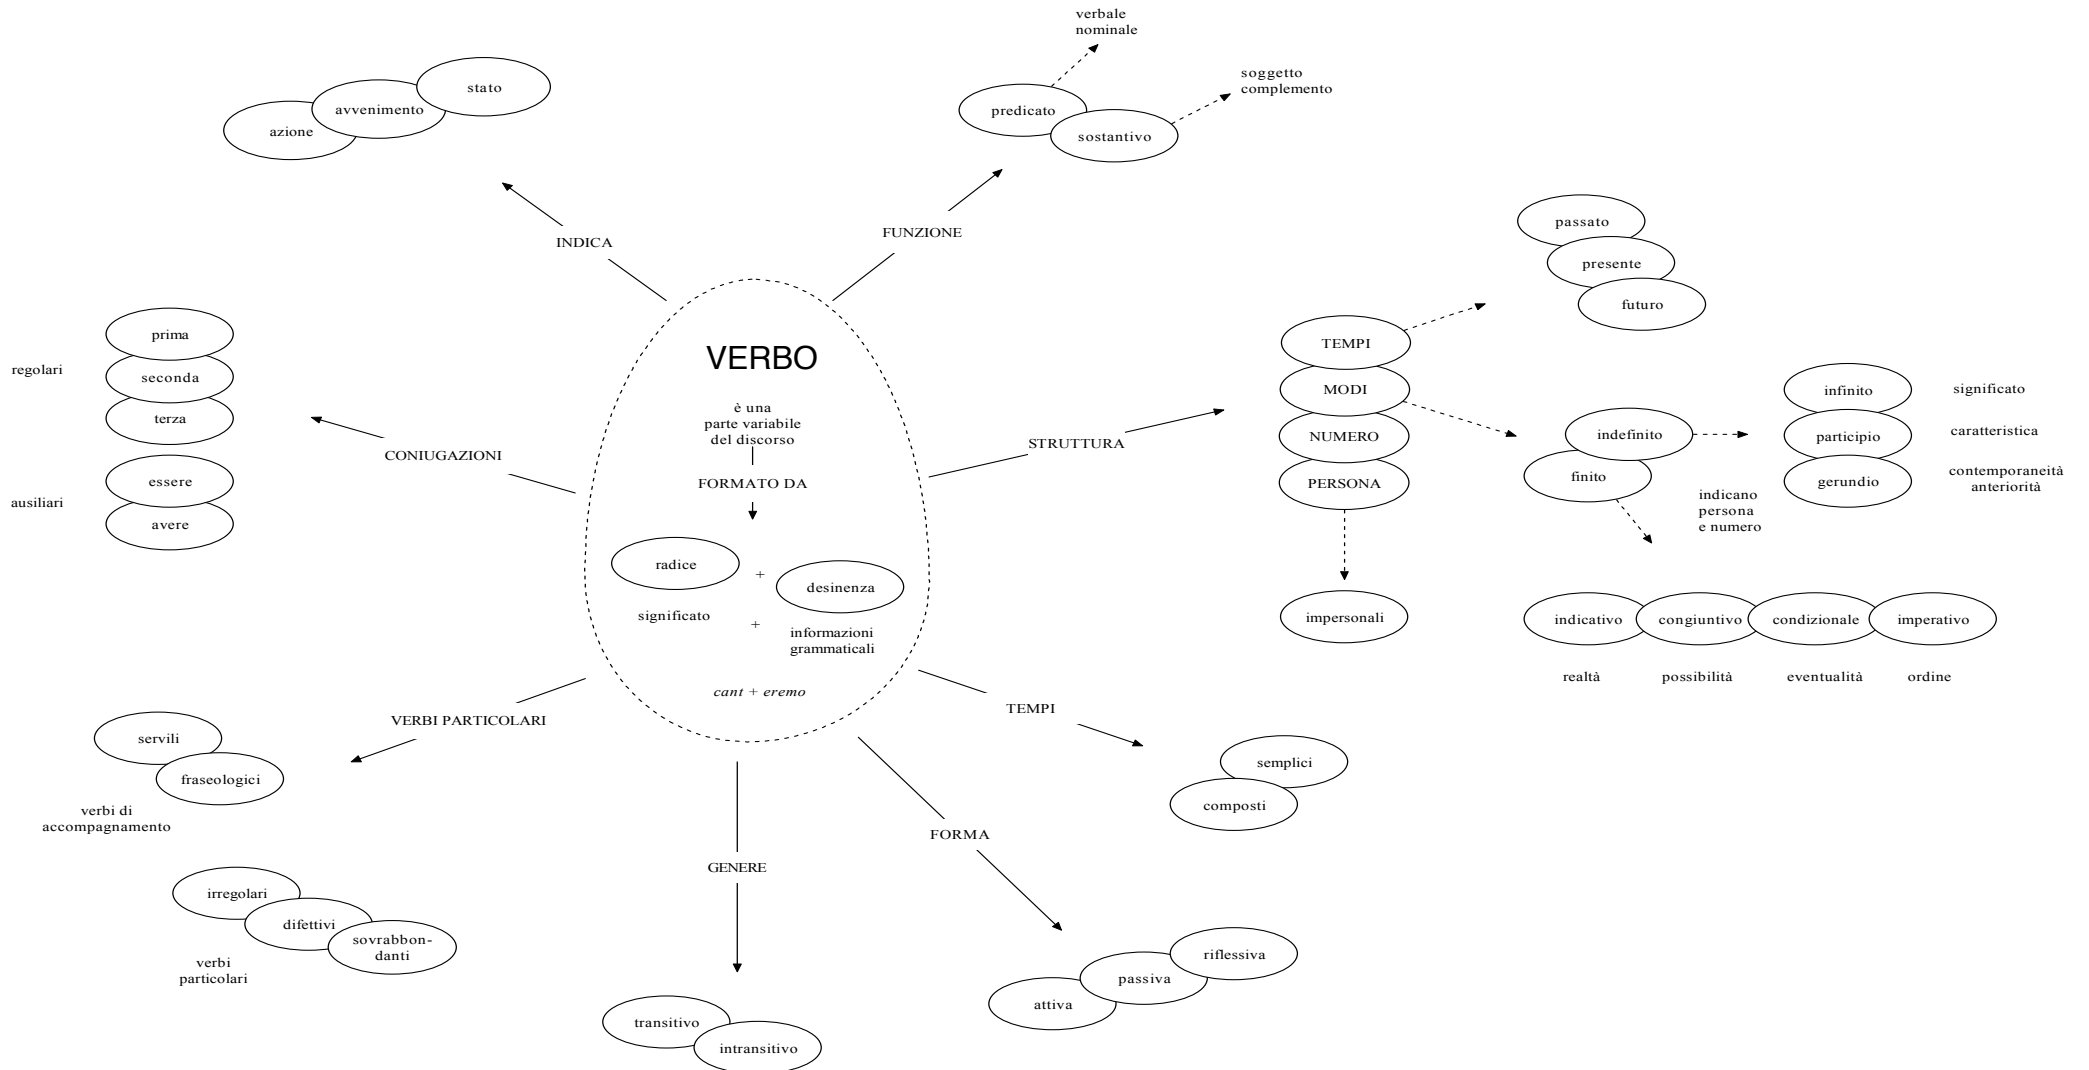 verbale
nominale
soggetto
complemento
stato
avvenimento
azione
predicato
sostantivo
INDICA
FUNZIONE
passato
presente
futuro
prima
seconda
terza
regolari
essere
avere
ausiliari
CONIUGAZIONI
VERBO
è una
parte variabile
del discorso
FORMATO DA
radice
+
desinenza
significato
+
informazioni
grammaticali
cant + eremo
STRUTTURA
TEMPI
MODI
NUMERO
PERSONA
impersonali
indefinito
finito
indicano
persona
e numero
infinito
significato
participio
caratteristica
gerundio
contemporaneità
anteriorità
indicativo
congiuntivo
condizionale
imperativo
realtà
possibilità
eventualità
ordine
VERBI PARTICOLARI
servili
fraseologici
verbi di
accompagnamento
irregolari
difettivi
sovrabbon-
danti
verbi
particolari
TEMPI
semplici
composti
GENERE
transitivo
intransitivo
FORMA
riflessiva
passiva
attiva